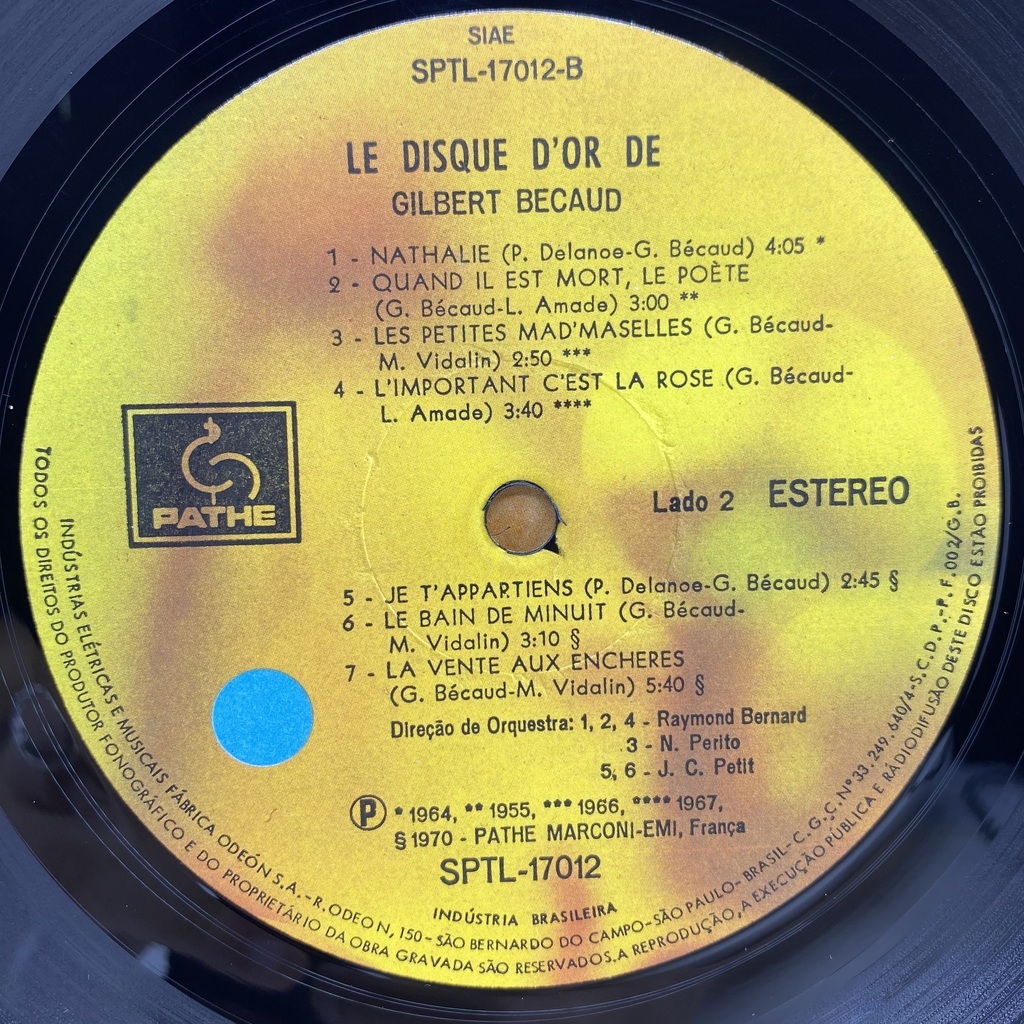 SIAE
SPTL-17012-B
LE DISQUE D'OR DE
GILBERT BECAUD
1 - NATHALIE (P. Delanoe-G. Bécaud) 4:05 *
2 - QUAND IL EST MORT, LE POÈTE
(G. Bécaud-L. Amade) 3:00 **
3 - LES PETITES MAD'MASELLES (G. Bécaud-
M. Vidalin) 2:50 ***
4 - L'IMPORTANT C'EST LA ROSE (G. Bécaud-
L. Amade) 3:40 ****
PATHE
Lado 2 ESTEREO
5 - JE T'APPARTIENS (P. Delanoe-G. Bécaud) 2:45 §
6 - LE BAIN DE MINUIT (G. Bécaud-
M. Vidalin) 3:10 §
7 - LA VENTE AUX ENCHERES
(G. Bécaud-M. Vidalin) 5:40 §
Direção de Orquestra: 1, 2, 4 - Raymond Bernard
3 - N. Perito
5, 6 - J. C. Petit
Ⓟ * 1964, ** 1955, *** 1966, **** 1967,
§ 1970 - PATHE MARCONI-EMI, França
SPTL-17012
INDÚSTRIA BRASILEIRA
INDÚSTRIAS ELÉTRICAS E MUSICAIS FÁBRICA ODEÓN S.A. - R. ODEON, 150 - SÃO BERNARDO DO CAMPO - SÃO PAULO - BRASIL - C.G.C. Nº 33.249.640/4 - S.C.D.P. - P.F. 002/G.B.
TODOS OS DIREITOS DO PRODUTOR FONOGRÁFICO E DO PROPRIETÁRIO DA OBRA GRAVADA SÃO RESERVADOS. A REPRODUÇÃO, A EXECUÇÃO PÚBLICA E RÁDIODIFUSÃO DESTE DISCO ESTÃO PROIBIDAS